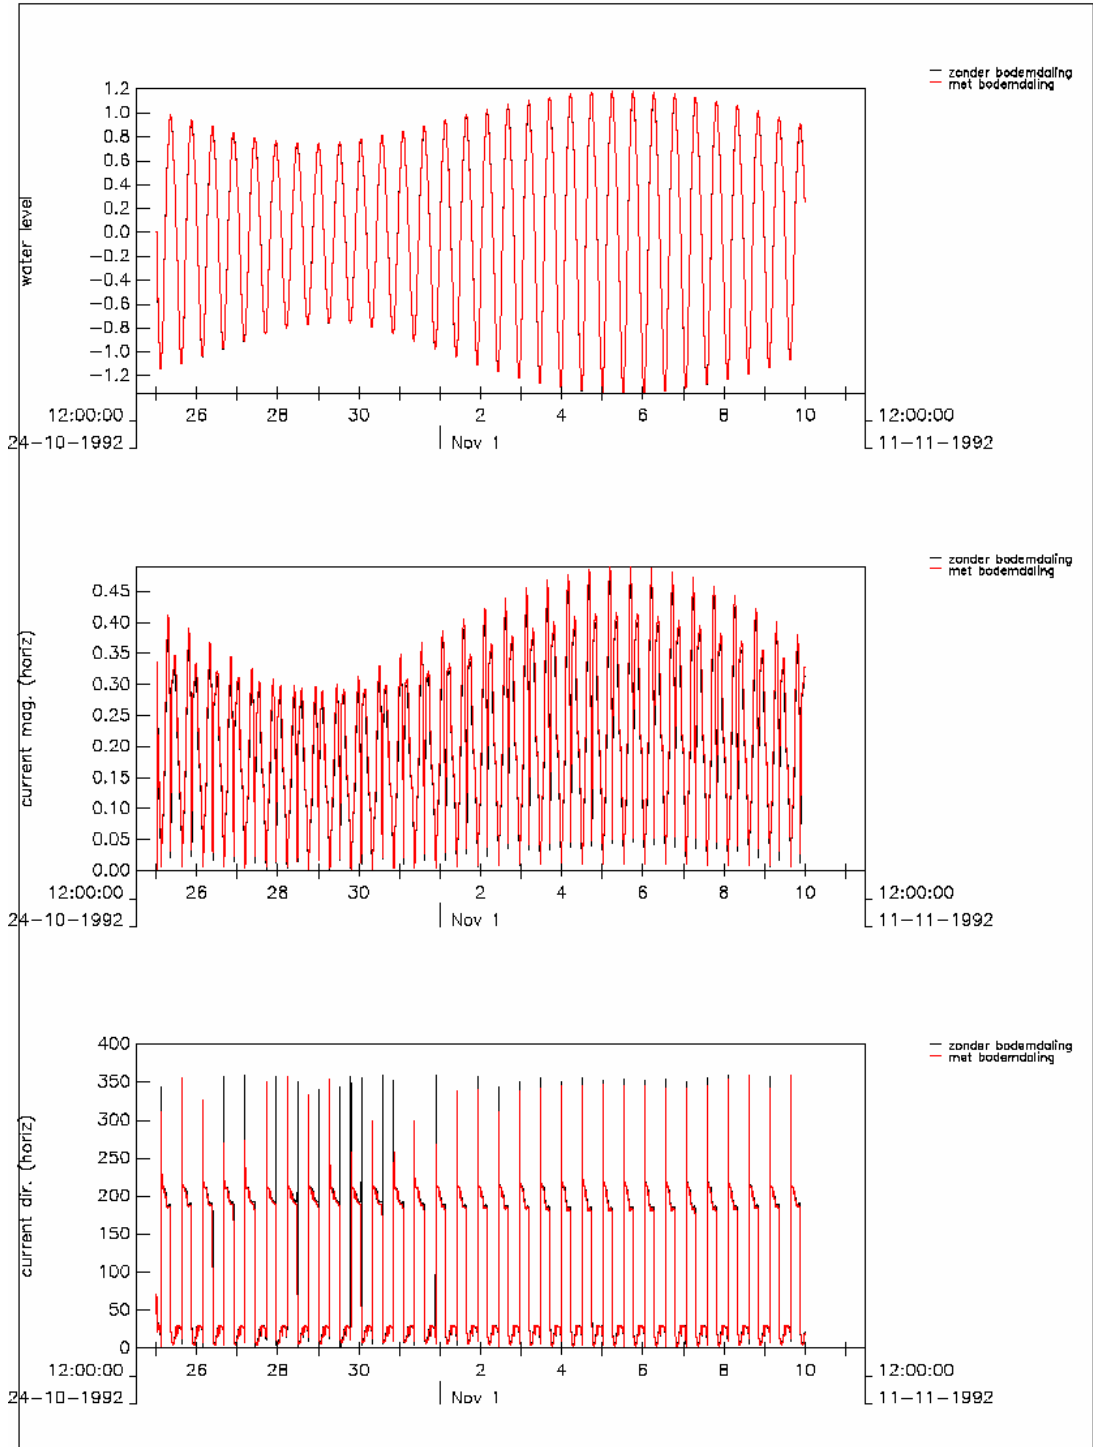 zonder bodemdaling
met bodemdaling
water level
1.2
1.0
0.8
0.6
0.4
0.2
0.0
−0.2
−0.4
−0.6
−0.8
−1.0
−1.2
26 28 30 2 4 6 8 10
12:00:00 12:00:00
24−10−1992 Nov 1 11−11−1992
zonder bodemdaling
met bodemdaling
current mag. (horiz)
0.45
0.40
0.35
0.30
0.25
0.20
0.15
0.10
0.05
0.00
26 28 30 2 4 6 8 10
12:00:00 12:00:00
24−10−1992 Nov 1 11−11−1992
zonder bodemdaling
met bodemdaling
current dir. (horiz)
400
350
300
250
200
150
100
50
0
26 28 30 2 4 6 8 10
12:00:00 12:00:00
24−10−1992 Nov 1 11−11−1992